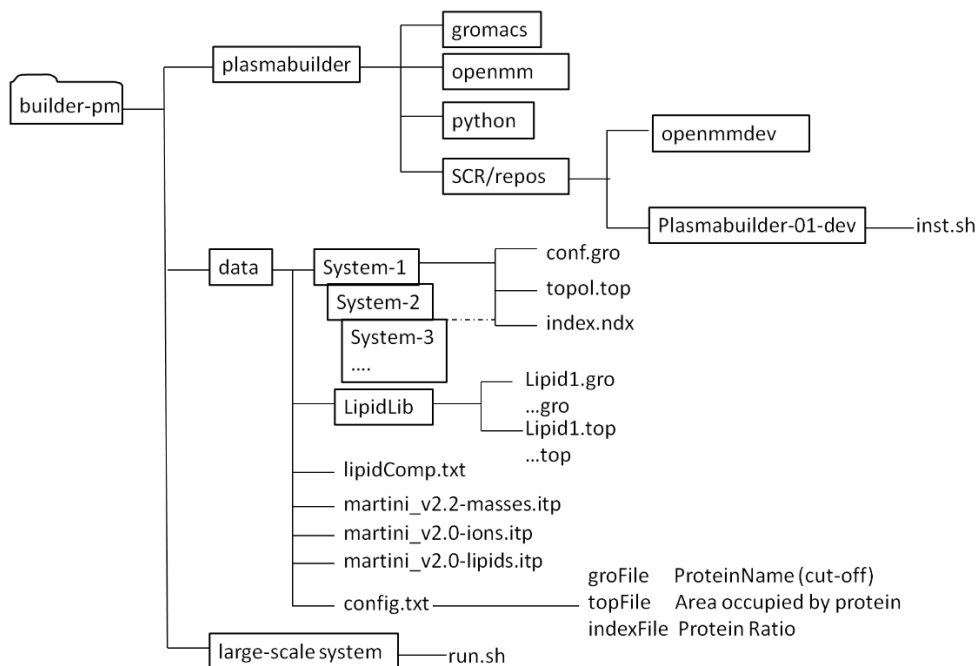 builder-pm
plasmabuilder
gromacs
openmm
python
SCR/repos
openmmdev
Plasmabuilder-01-dev
inst.sh
data
System-1
System-2
System-3
....
conf.gro
topol.top
index.ndx
LipidLib
Lipid1.gro
...gro
Lipid1.top
...top
lipidComp.txt
martini_v2.2-masses.itp
martini_v2.0-ions.itp
martini_v2.0-lipids.itp
config.txt
groFile ProteinName (cut-off)
topFile Area occupied by protein
indexFile Protein Ratio
large-scale system
run.sh